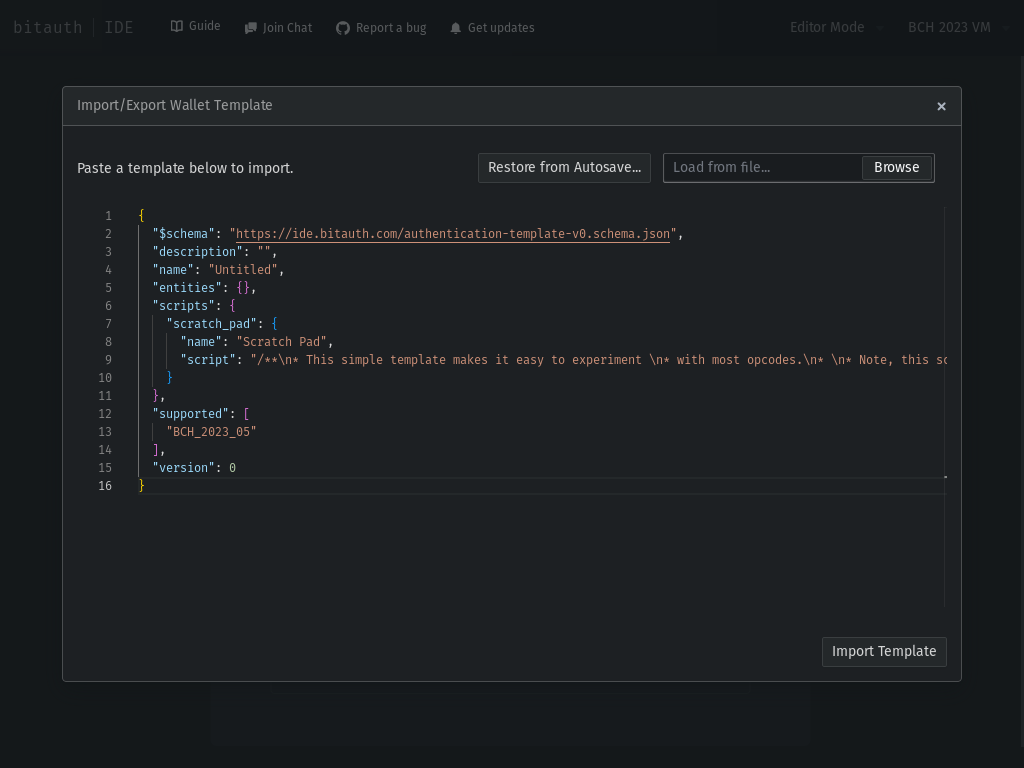 bitauth | IDE Guide Join Chat Report a bug Get updates Editor Mode BCH 2023 VM
Import/Export Wallet Template ×
Paste a template below to import. Restore from Autosave... Load from file... Browse
1 {
2 "$schema": "https://ide.bitauth.com/authentication-template-v0.schema.json",
3 "description": "",
4 "name": "Untitled",
5 "entities": {},
6 "scripts": {
7 "scratch_pad": {
8 "name": "Scratch Pad",
9 "script": "/**\n* This simple template makes it easy to experiment \n* with most opcodes.\n* \n* Note, this sc
10 }
11 },
12 "supported": [
13 "BCH_2023_05"
14 ],
15 "version": 0
16 }
Import Template